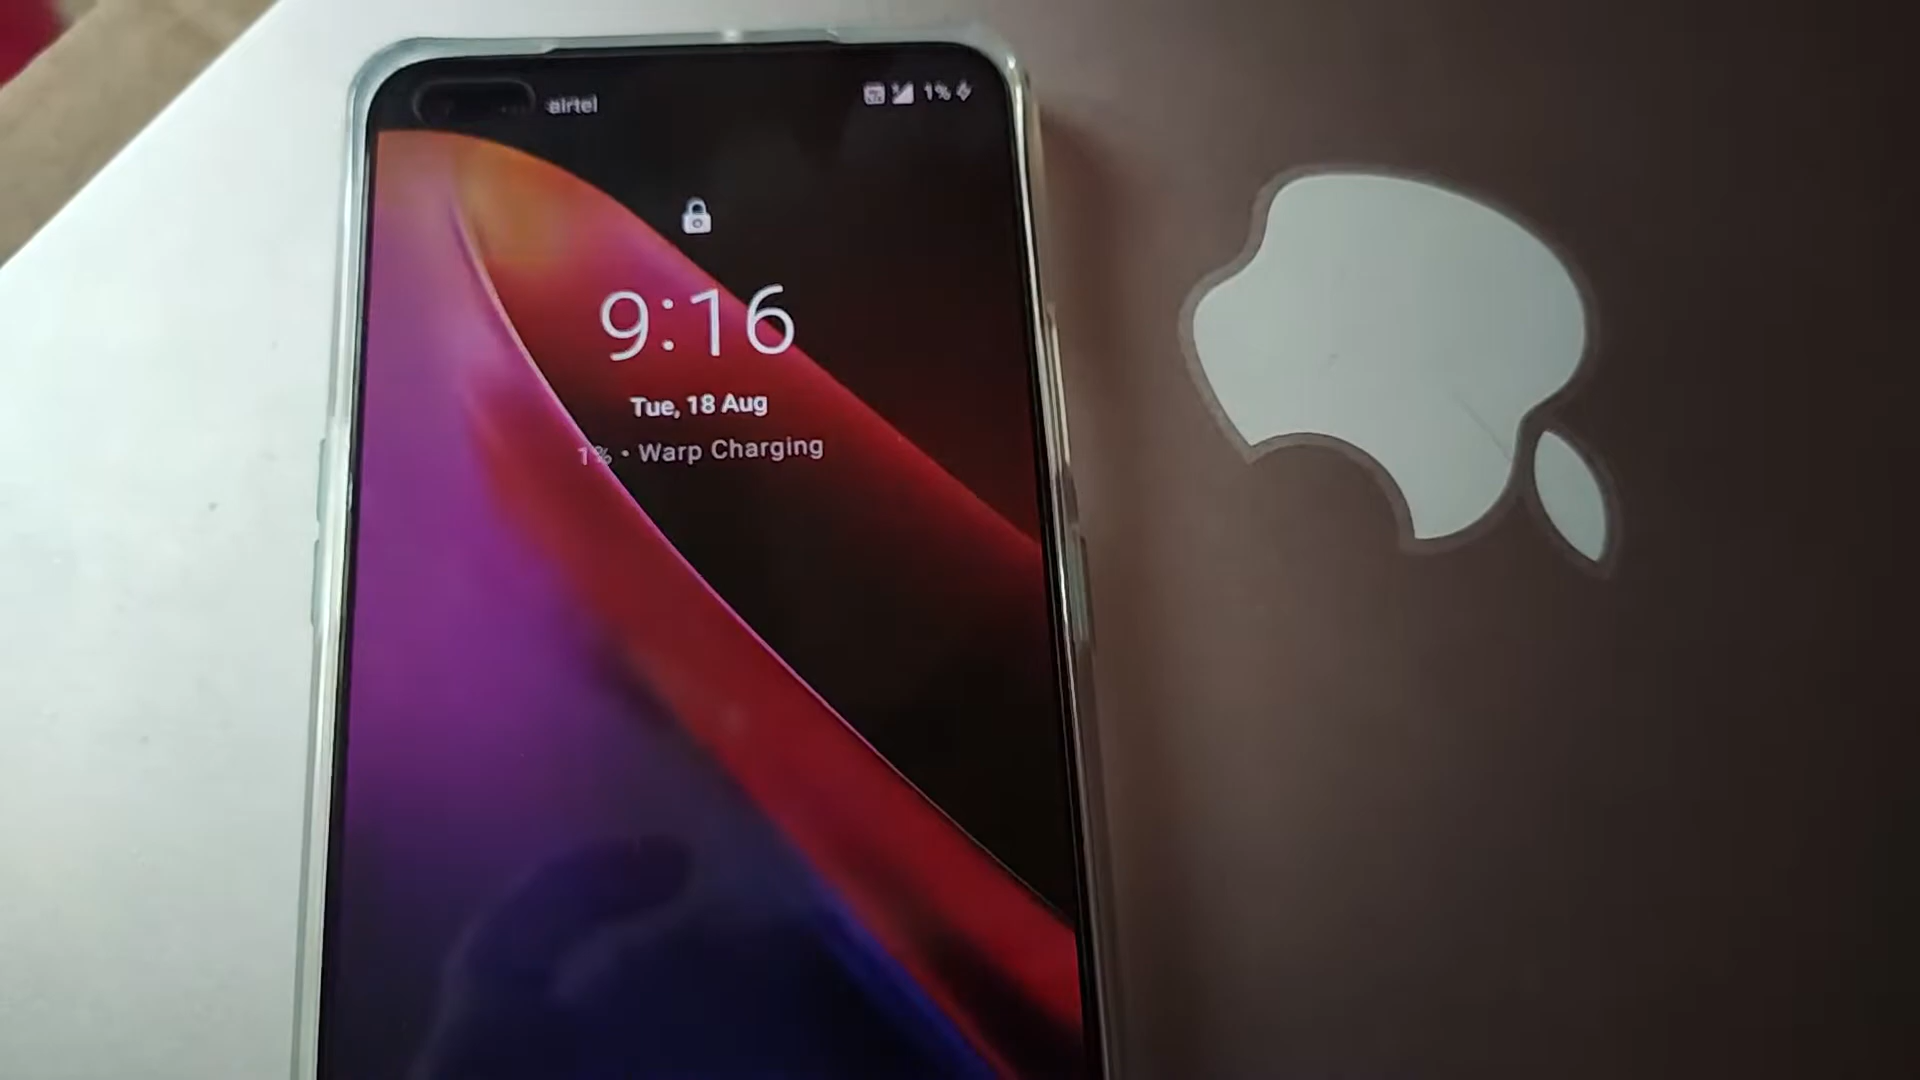 airtel
1%
9:16
Tue, 18 Aug
1% • Warp Charging